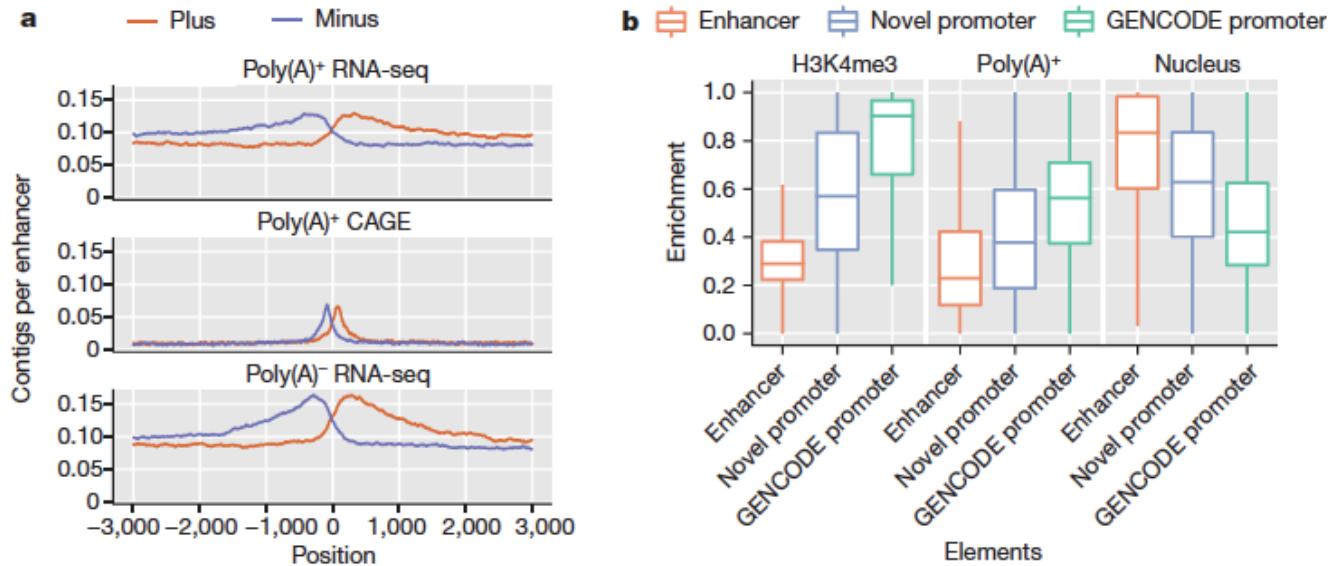 a
Plus Minus
Poly(A)+ RNA-seq
0.15
0.10
0.05
0
Poly(A)+ CAGE
0.15
0.10
0.05
0
Poly(A)− RNA-seq
0.15
0.10
0.05
0
Contigs per enhancer
−3,000 −2,000 −1,000 0 1,000 2,000 3,000
Position
b
Enhancer Novel promoter GENCODE promoter
H3K4me3 Poly(A)+ Nucleus
1.0
0.8
0.6
0.4
0.2
0.0
Enrichment
Enhancer
Novel promoter
GENCODE promoter
Enhancer
Novel promoter
GENCODE promoter
Enhancer
Novel promoter
GENCODE promoter
Elements